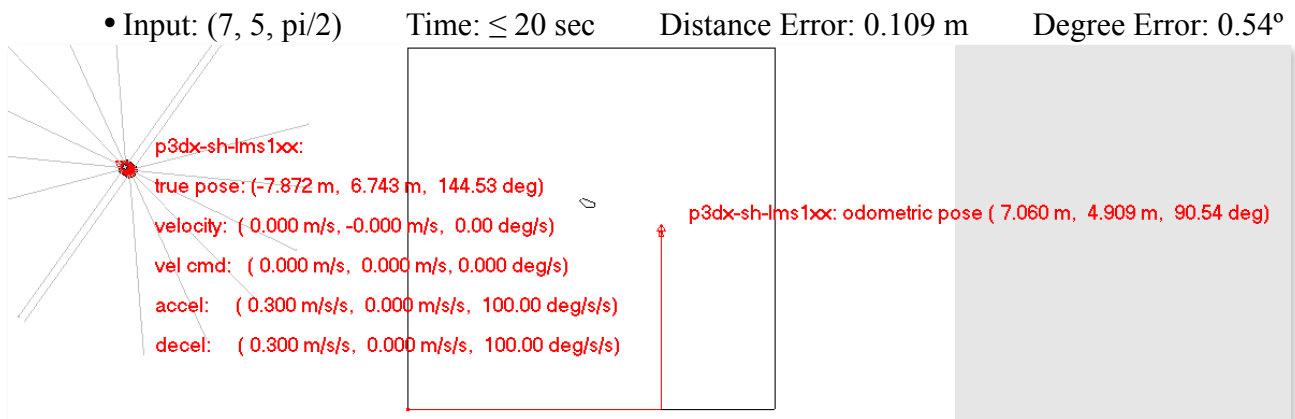 • Input: (7, 5, pi/2) Time: ≤ 20 sec Distance Error: 0.109 m Degree Error: 0.54º
p3dx-sh-lms1xx:
true pose: (-7.872 m, 6.743 m, 144.53 deg)
p3dx-sh-lms1xx: odometric pose ( 7.060 m, 4.909 m, 90.54 deg)
velocity: ( 0.000 m/s, -0.000 m/s, 0.00 deg/s)
vel cmd: ( 0.000 m/s, 0.000 m/s, 0.000 deg/s)
accel: ( 0.300 m/s/s, 0.000 m/s/s, 100.00 deg/s/s)
decel: ( 0.300 m/s/s, 0.000 m/s/s, 100.00 deg/s/s)